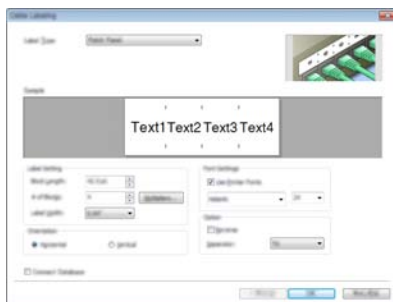 Cable Labeling
Label Type:
Patch Panel
Sample
Text1 Text2 Text3 Text4
Label Setting
Block Length:
# of Blocks:
Label Width:
Font Settings
Use Printer Fonts
Orientation
Horizontal
Vertical
Option
Reverse
Separator:
Connect Database
OK